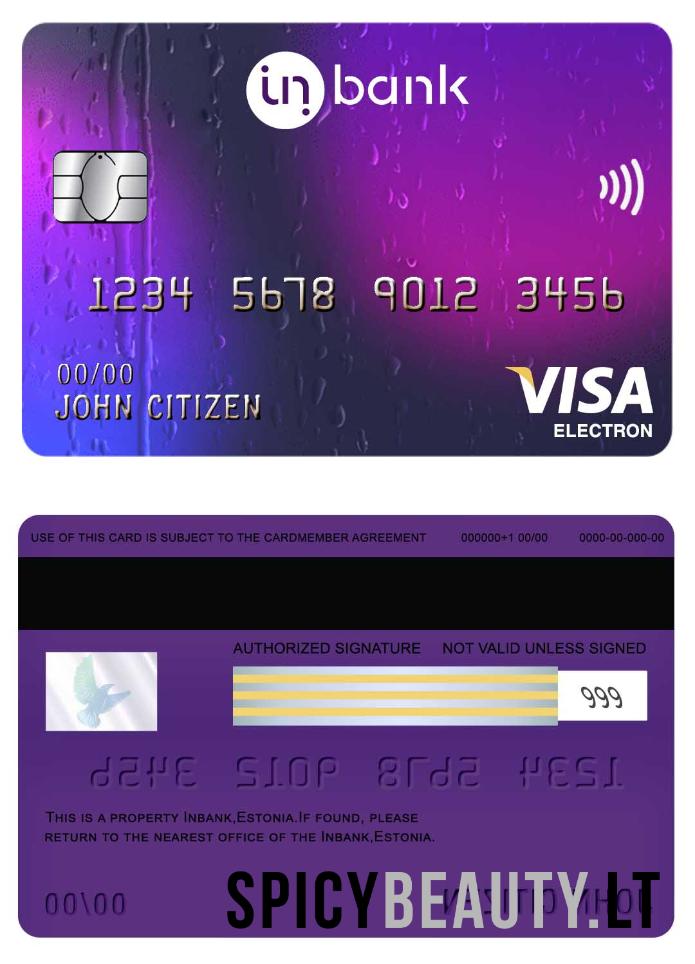 inbank
1234 5678 9012 3456
00/00
JOHN CITIZEN
VISA
ELECTRON
USE OF THIS CARD IS SUBJECT TO THE CARDMEMBER AGREEMENT 000000+1 00/00 0000-00-000-00
AUTHORIZED SIGNATURE NOT VALID UNLESS SIGNED
999
1234 5678 9012 3456
THIS IS A PROPERTY INBANK,ESTONIA.IF FOUND, PLEASE
RETURN TO THE NEAREST OFFICE OF THE INBANK,ESTONIA.
00/00 JOHN CITIZEN
SPICYBEAUTY.LT